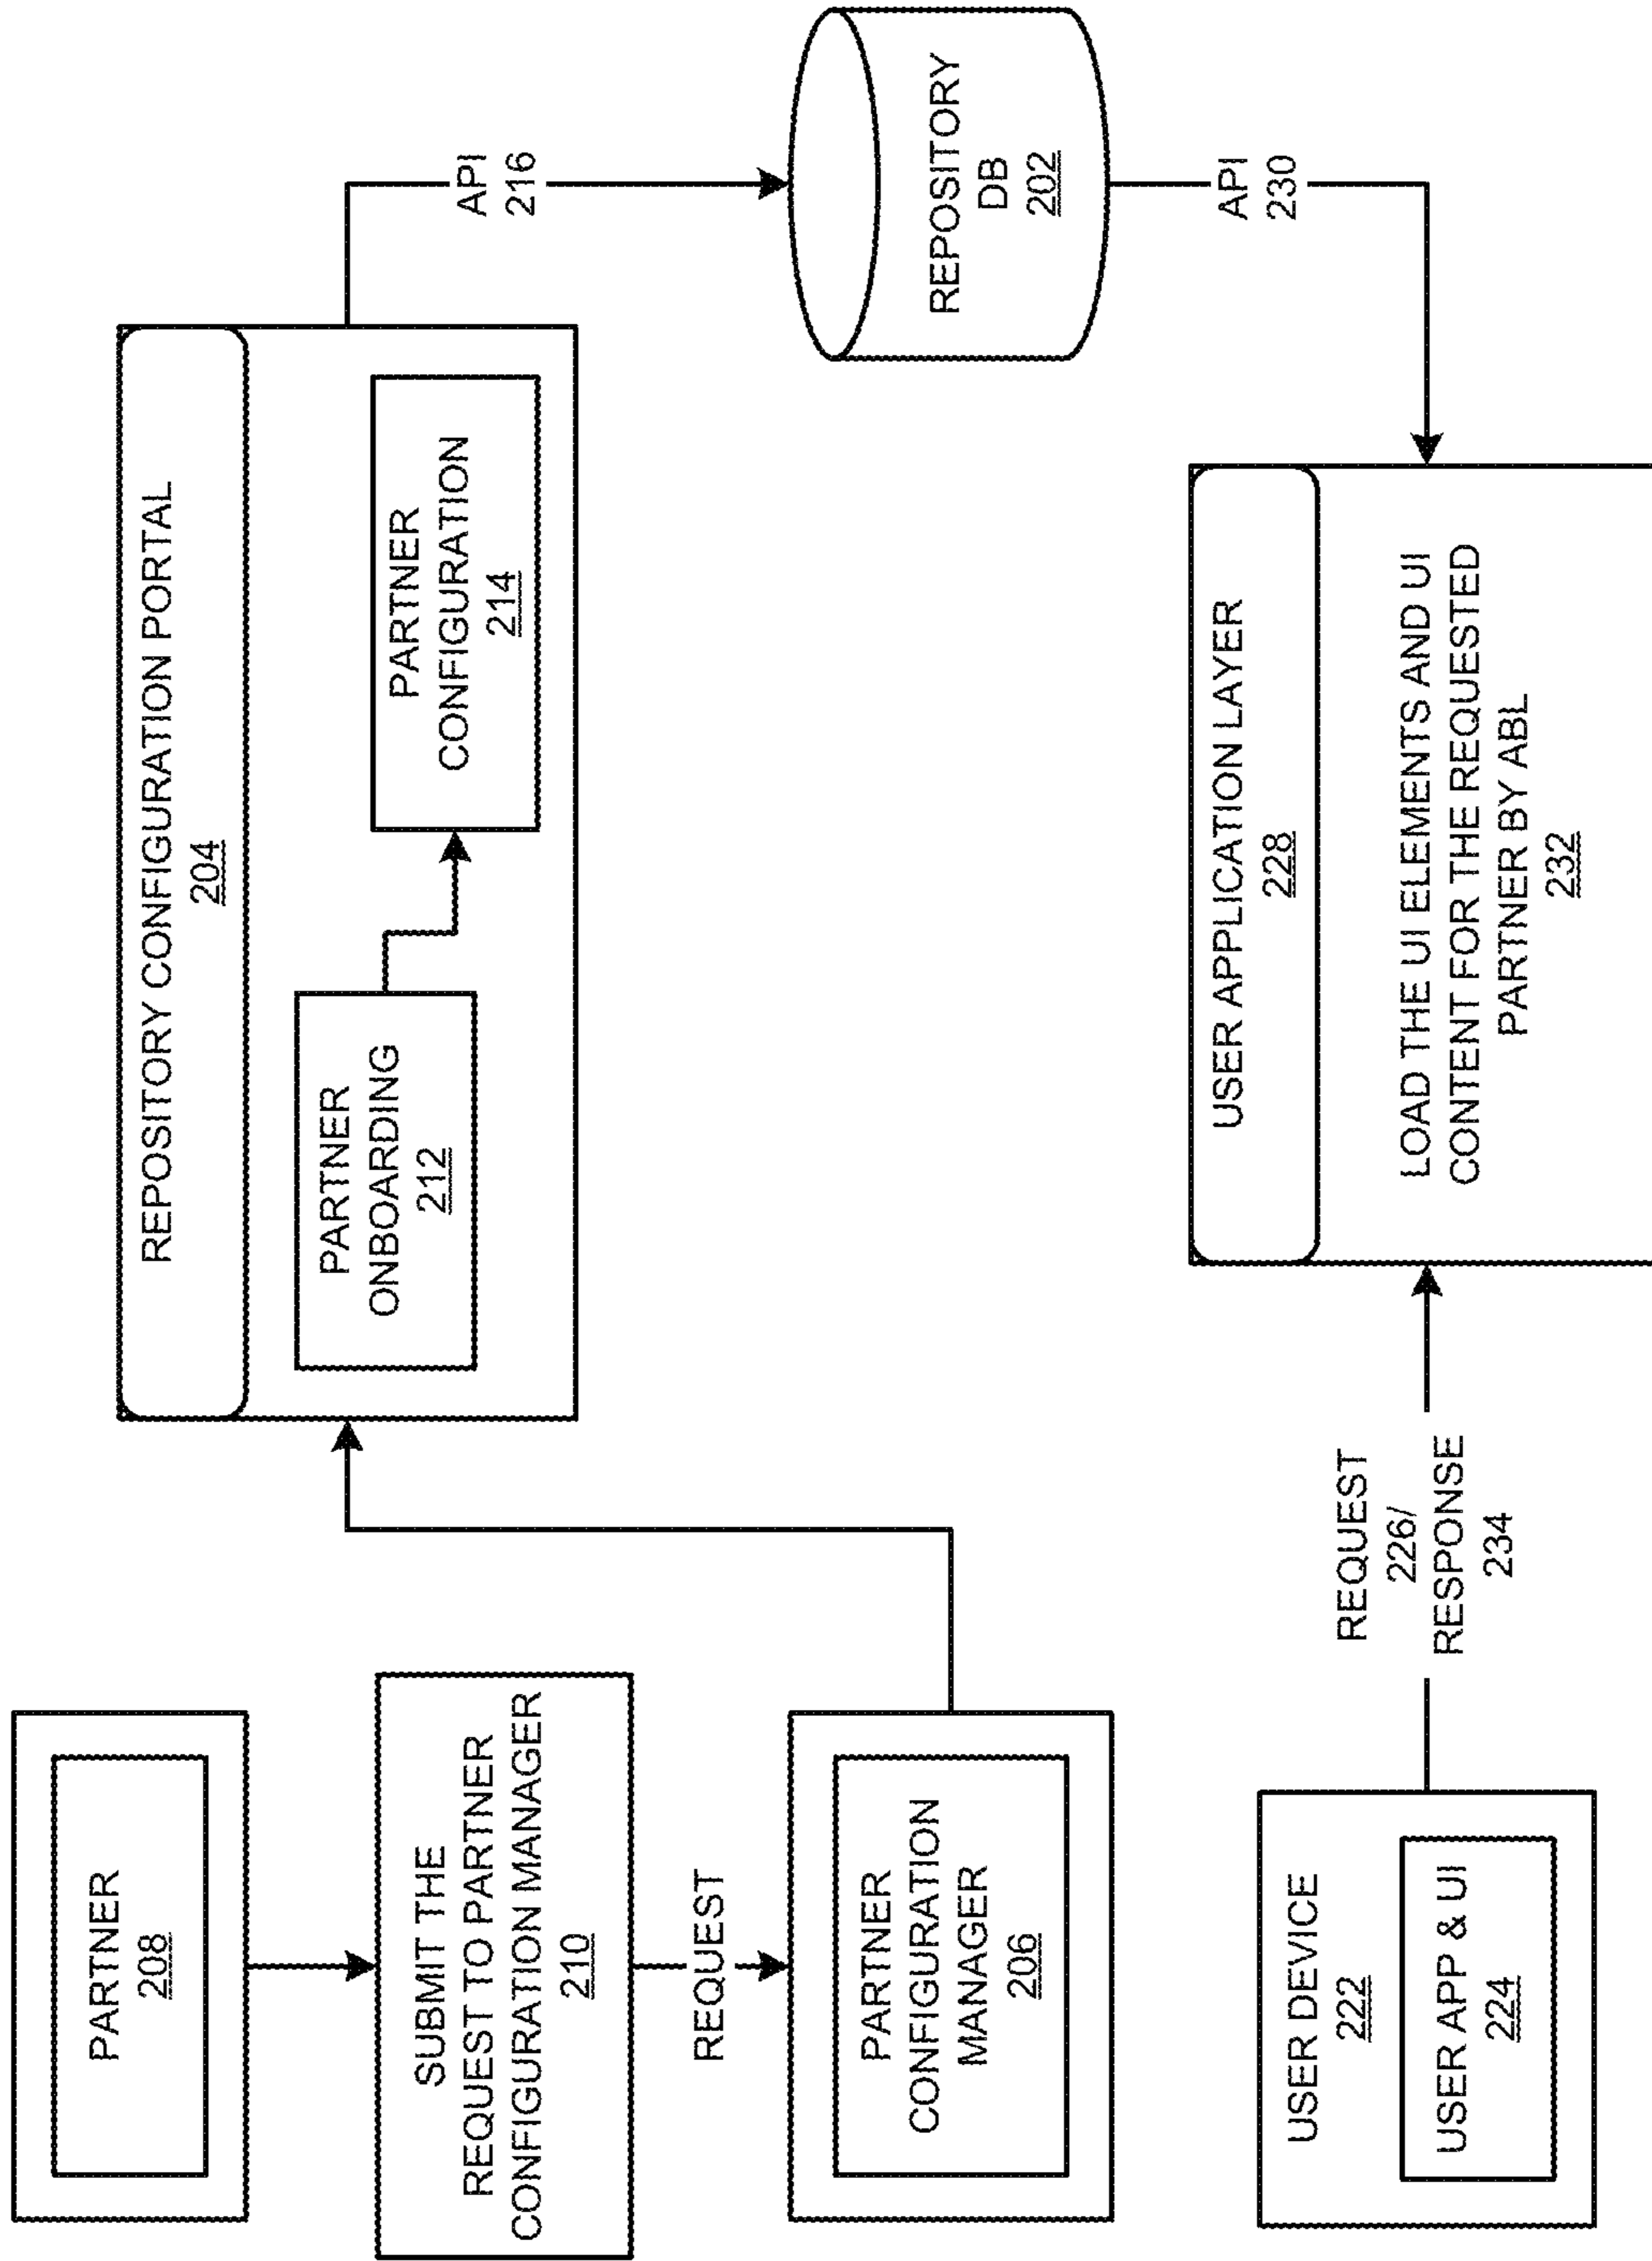 PARTNER
208
SUBMIT THE
REQUEST TO PARTNER
CONFIGURATION MANAGER
210
REQUEST
PARTNER
CONFIGURATION
MANAGER
206
REPOSITORY CONFIGURATION PORTAL
204
PARTNER
ONBOARDING
212
PARTNER
CONFIGURATION
214
API
216
REPOSITORY
DB
202
API
230
USER DEVICE
222
USER APP & UI
224
REQUEST
226/
RESPONSE
234
USER APPLICATION LAYER
228
LOAD THE UI ELEMENTS AND UI
CONTENT FOR THE REQUESTED
PARTNER BY ABL
232